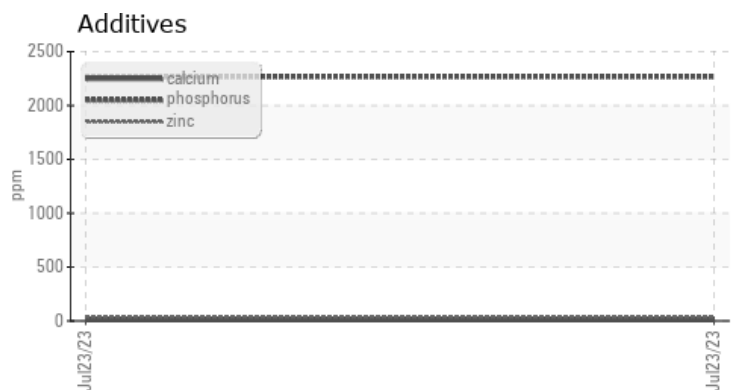 Additives
2500
calcium
phosphorus
zinc
2000
1500
ppm
1000
500
0
Jul23/23
Jul23/23